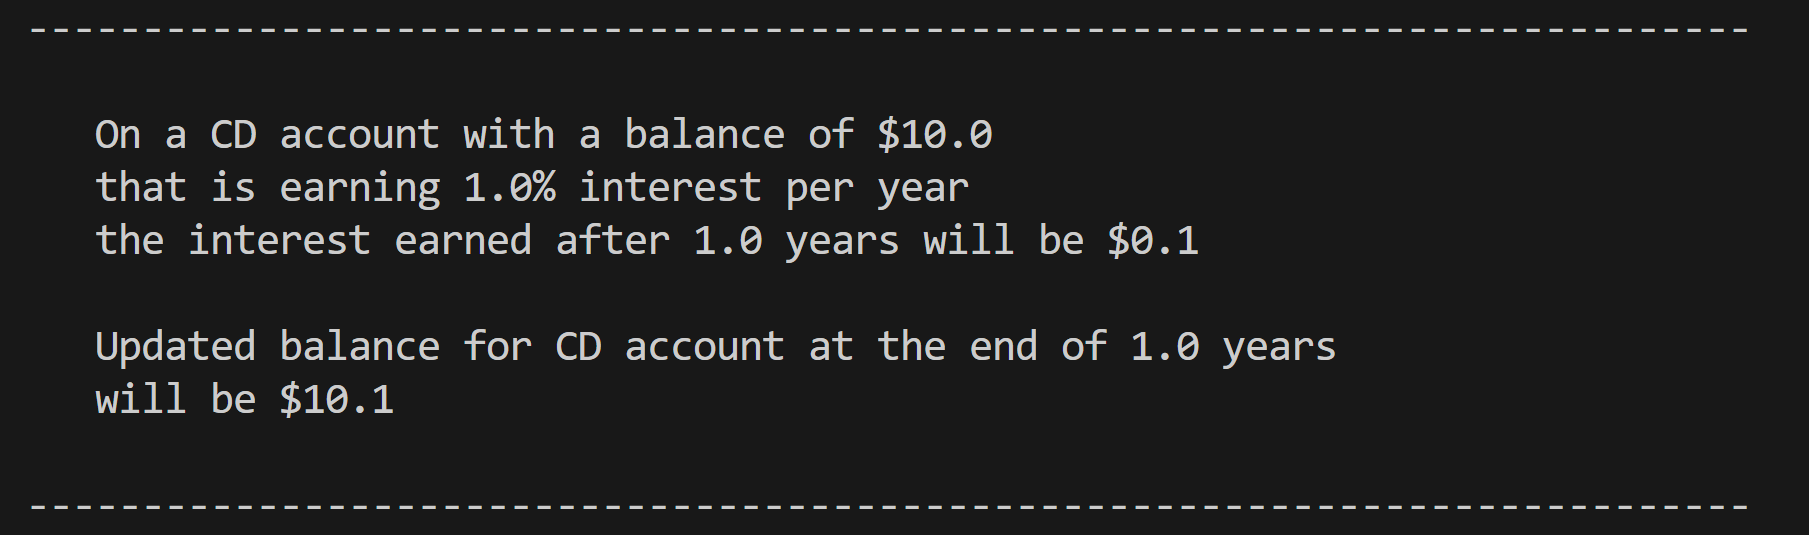 ---------------------------------------------------------------------------
On a CD account with a balance of $10.0
that is earning 1.0% interest per year
the interest earned after 1.0 years will be $0.1
Updated balance for CD account at the end of 1.0 years
will be $10.1
---------------------------------------------------------------------------